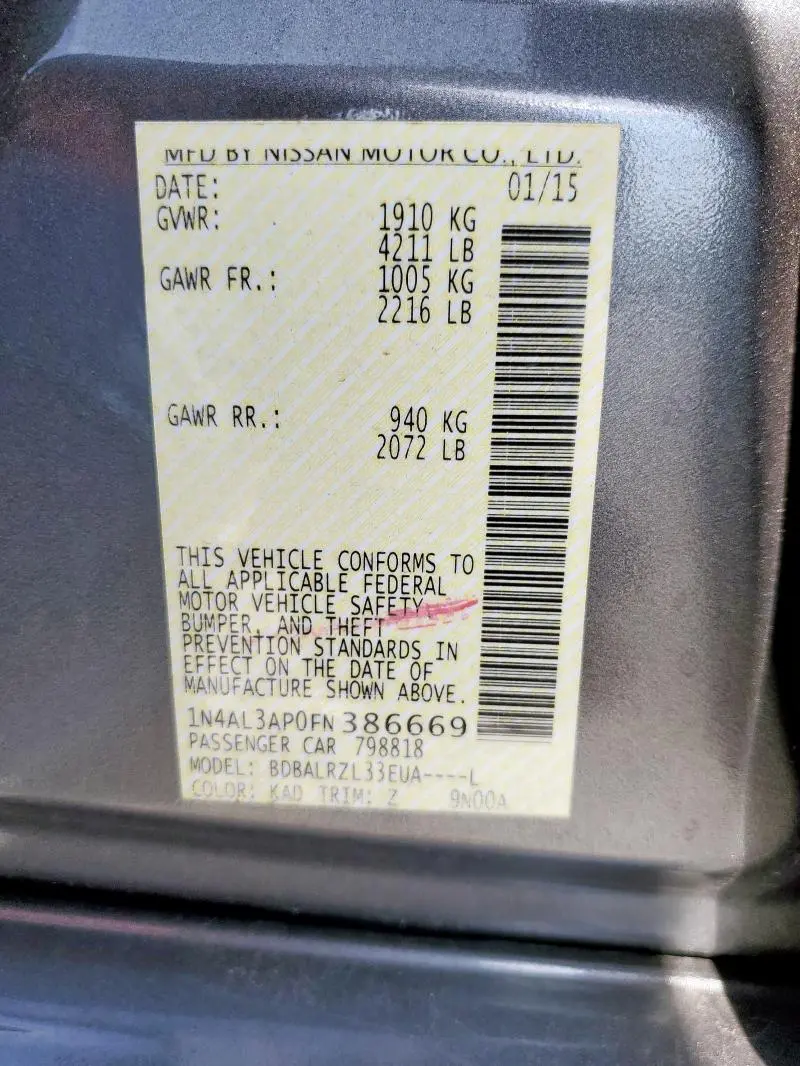 MFD BY NISSAN MOTOR CO., LTD.
DATE: 01/15
GVWR: 1910 KG
4211 LB
GAWR FR.: 1005 KG
2216 LB
GAWR RR.: 940 KG
2072 LB
THIS VEHICLE CONFORMS TO
ALL APPLICABLE FEDERAL
MOTOR VEHICLE SAFETY,
BUMPER, AND THEFT
PREVENTION STANDARDS IN
EFFECT ON THE DATE OF
MANUFACTURE SHOWN ABOVE.
1N4AL3AP0FN386669
PASSENGER CAR 798818
MODEL: BDBALRZL33EUA----L
COLOR: KAD TRIM: Z 9N00A